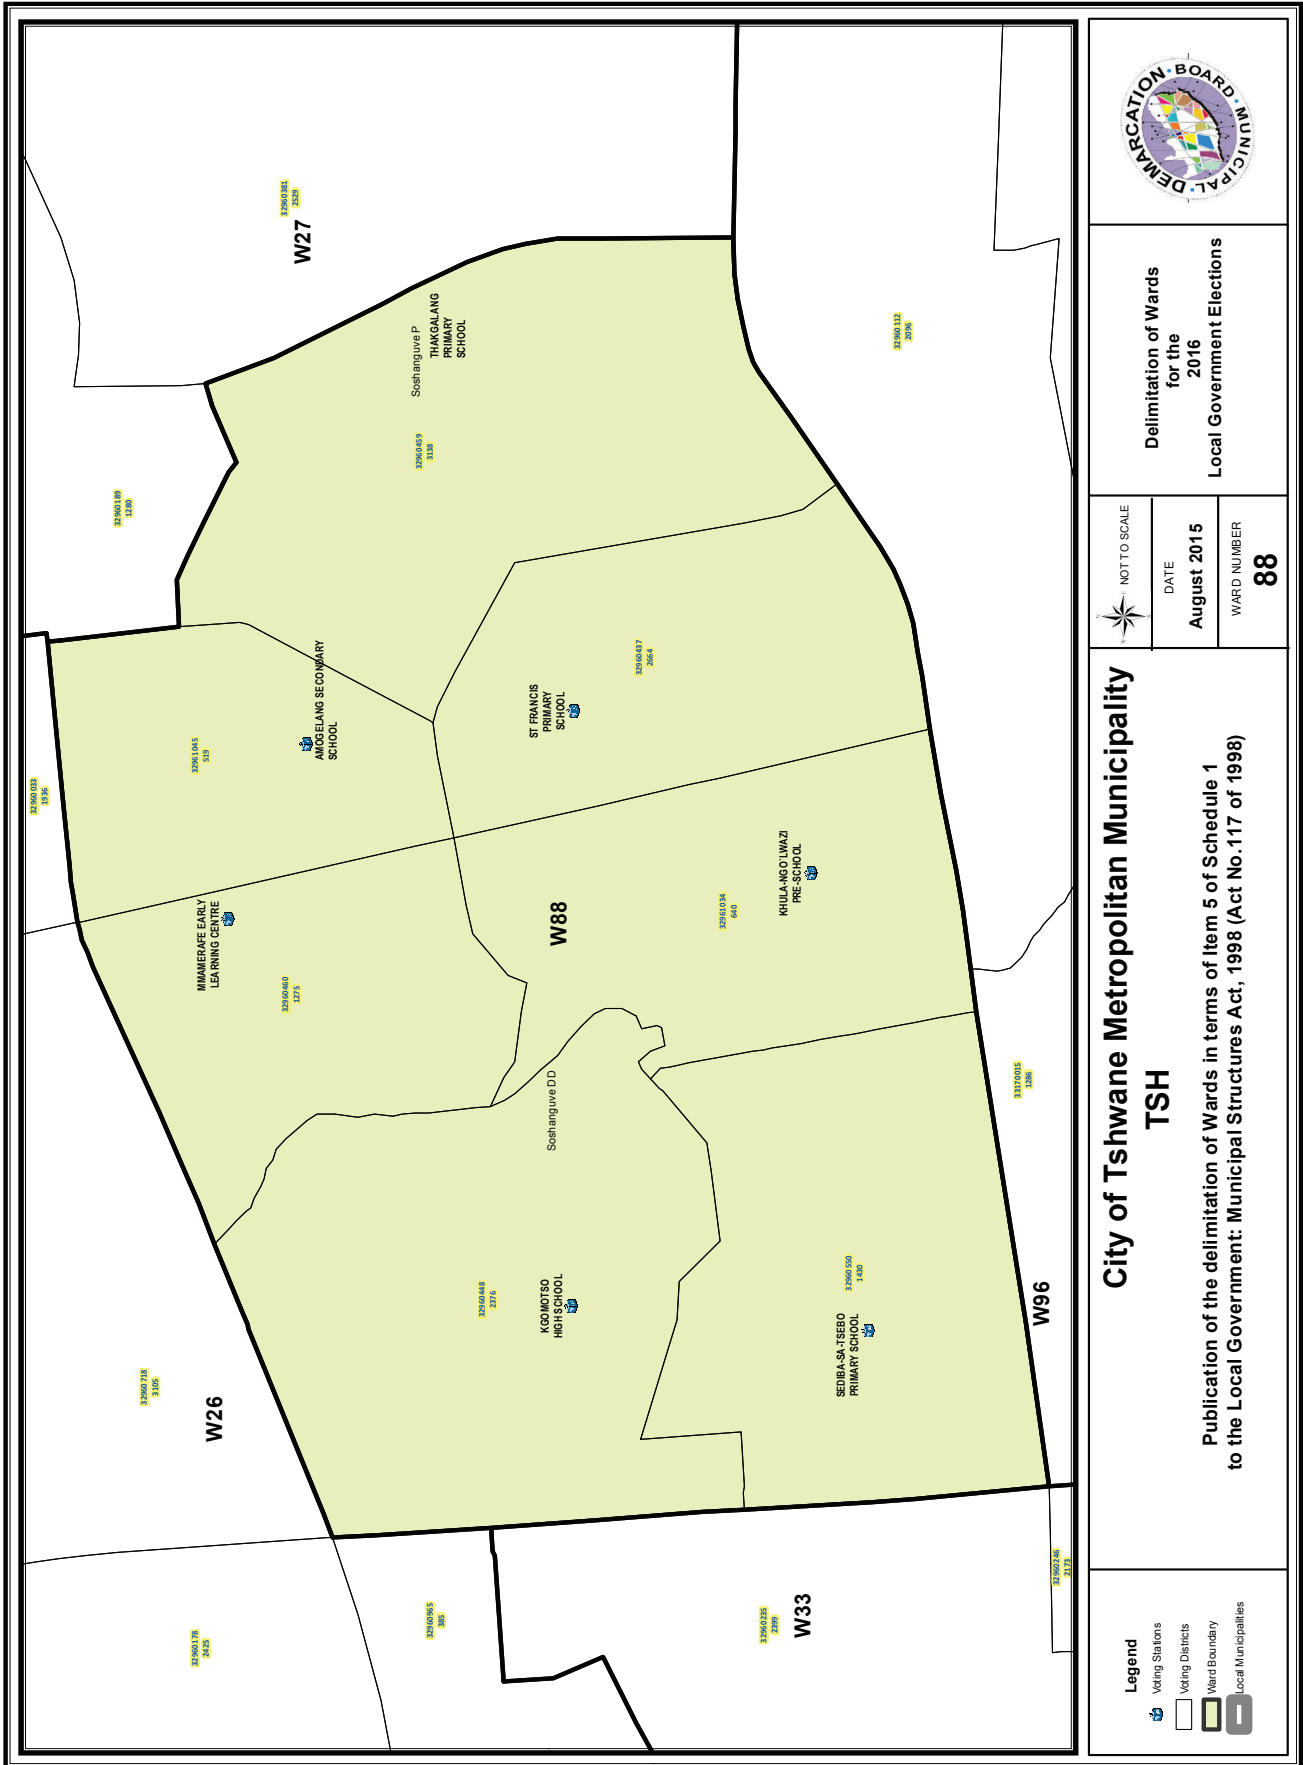 32960381
2529
W27
32960189
1280
32960112
2096
Soshanguve P
THAKGALANG
PRIMARY
SCHOOL
32960459
3138
32960033
1936
32961045
519
AMOGELANG SECONDARY
SCHOOL
ST FRANCIS
PRIMARY
SCHOOL
32960437
2664
MMAMERAFE EARLY
LEARNING CENTRE
32960460
1275
W88
32961034
640
KHULA-NGO`LWAZI
PRE-SCHOOL
Soshanguve DD
33170015
1286
32960448
2376
KGOMOTSO
HIGH SCHOOL
32960550
1430
SEDIBA-SA-TSEBO
PRIMARY SCHOOL
W96
32960718
3105
W26
32960178
2425
32960965
385
32960235
2399
W33
32960246
2173
Legend
Voting Stations
Voting Districts
Ward Boundary
Local Municipalities
City of Tshwane Metropolitan Municipality
TSH
Publication of the delimitation of Wards in terms of Item 5 of Schedule 1
to the Local Government: Municipal Structures Act, 1998 (Act No.117 of 1998)
NOT TO SCALE
DATE
August 2015
WARD NUMBER
88
Delimitation of Wards
for the
2016
Local Government Elections
MUNICIPAL DEMARCATION BOARD